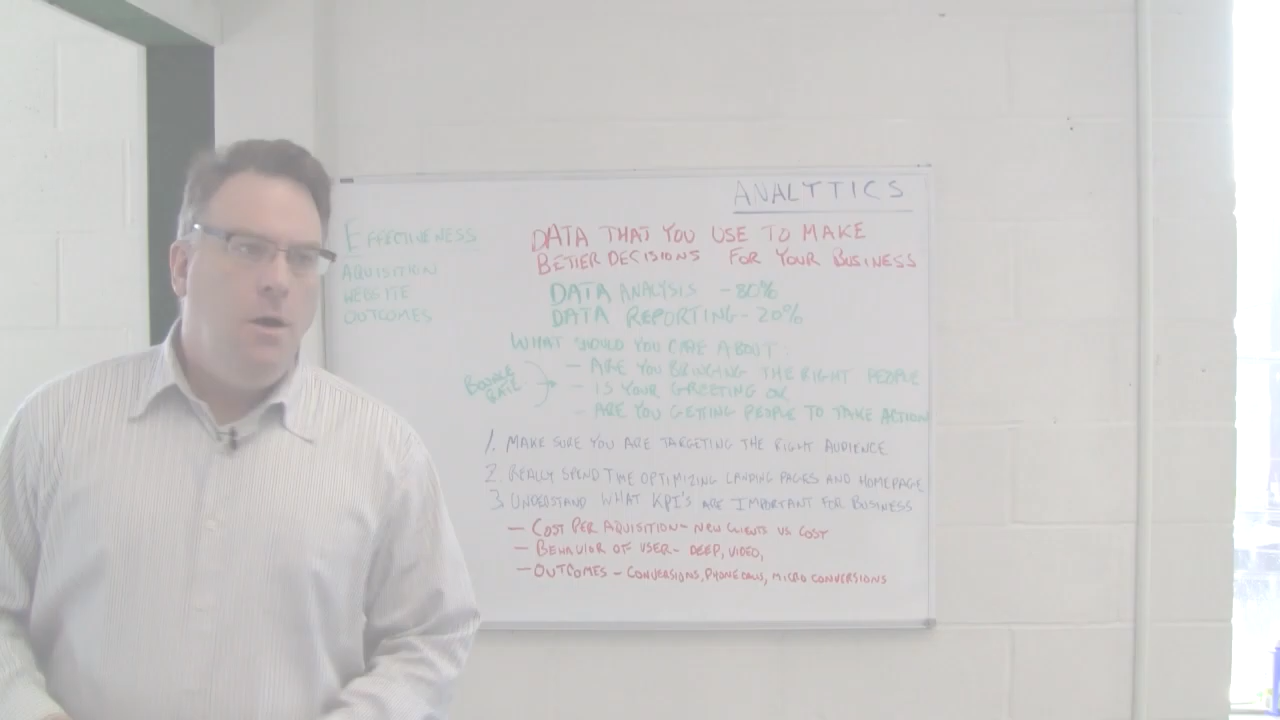 ANALYTICS
EFFECTIVENESS
AQUISITION
WEBSITE
OUTCOMES
DATA THAT YOU USE TO MAKE
BETTER DECISIONS FOR YOUR BUSINESS
DATA ANALYSIS - 80%
DATA REPORTING - 20%
WHAT SHOULD YOU CARE ABOUT:
- ARE YOU BRINGING THE RIGHT PEOPLE
BOUNCE
RATE
- IS YOUR GREETING OK
- ARE YOU GETTING PEOPLE TO TAKE ACTION
1. MAKE SURE YOU ARE TARGETING THE RIGHT AUDIENCE
2. REALLY SPEND TIME OPTIMIZING LANDING PAGES AND HOMEPAGE
3. UNDERSTAND WHAT KPI'S ARE IMPORTANT FOR BUSINESS
- COST PER AQUISITION - NEW CLIENTS VS COST
- BEHAVIOR OF USER - DEEP, VIDEO,
- OUTCOMES - CONVERSIONS, PHONE CALLS, MICRO CONVERSIONS